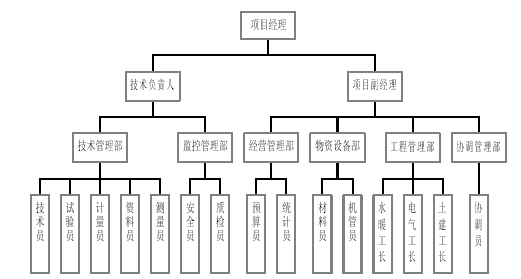 项目经理
技术负责人
项目副经理
技术管理部
监控管理部
经营管理部
物资设备部
工程管理部
协调管理部
技术员
试验员
计量员
资料员
测量员
安全员
质检员
预算员
统计员
材料员
机管员
水暖工长
电气工长
土建工长
协调员